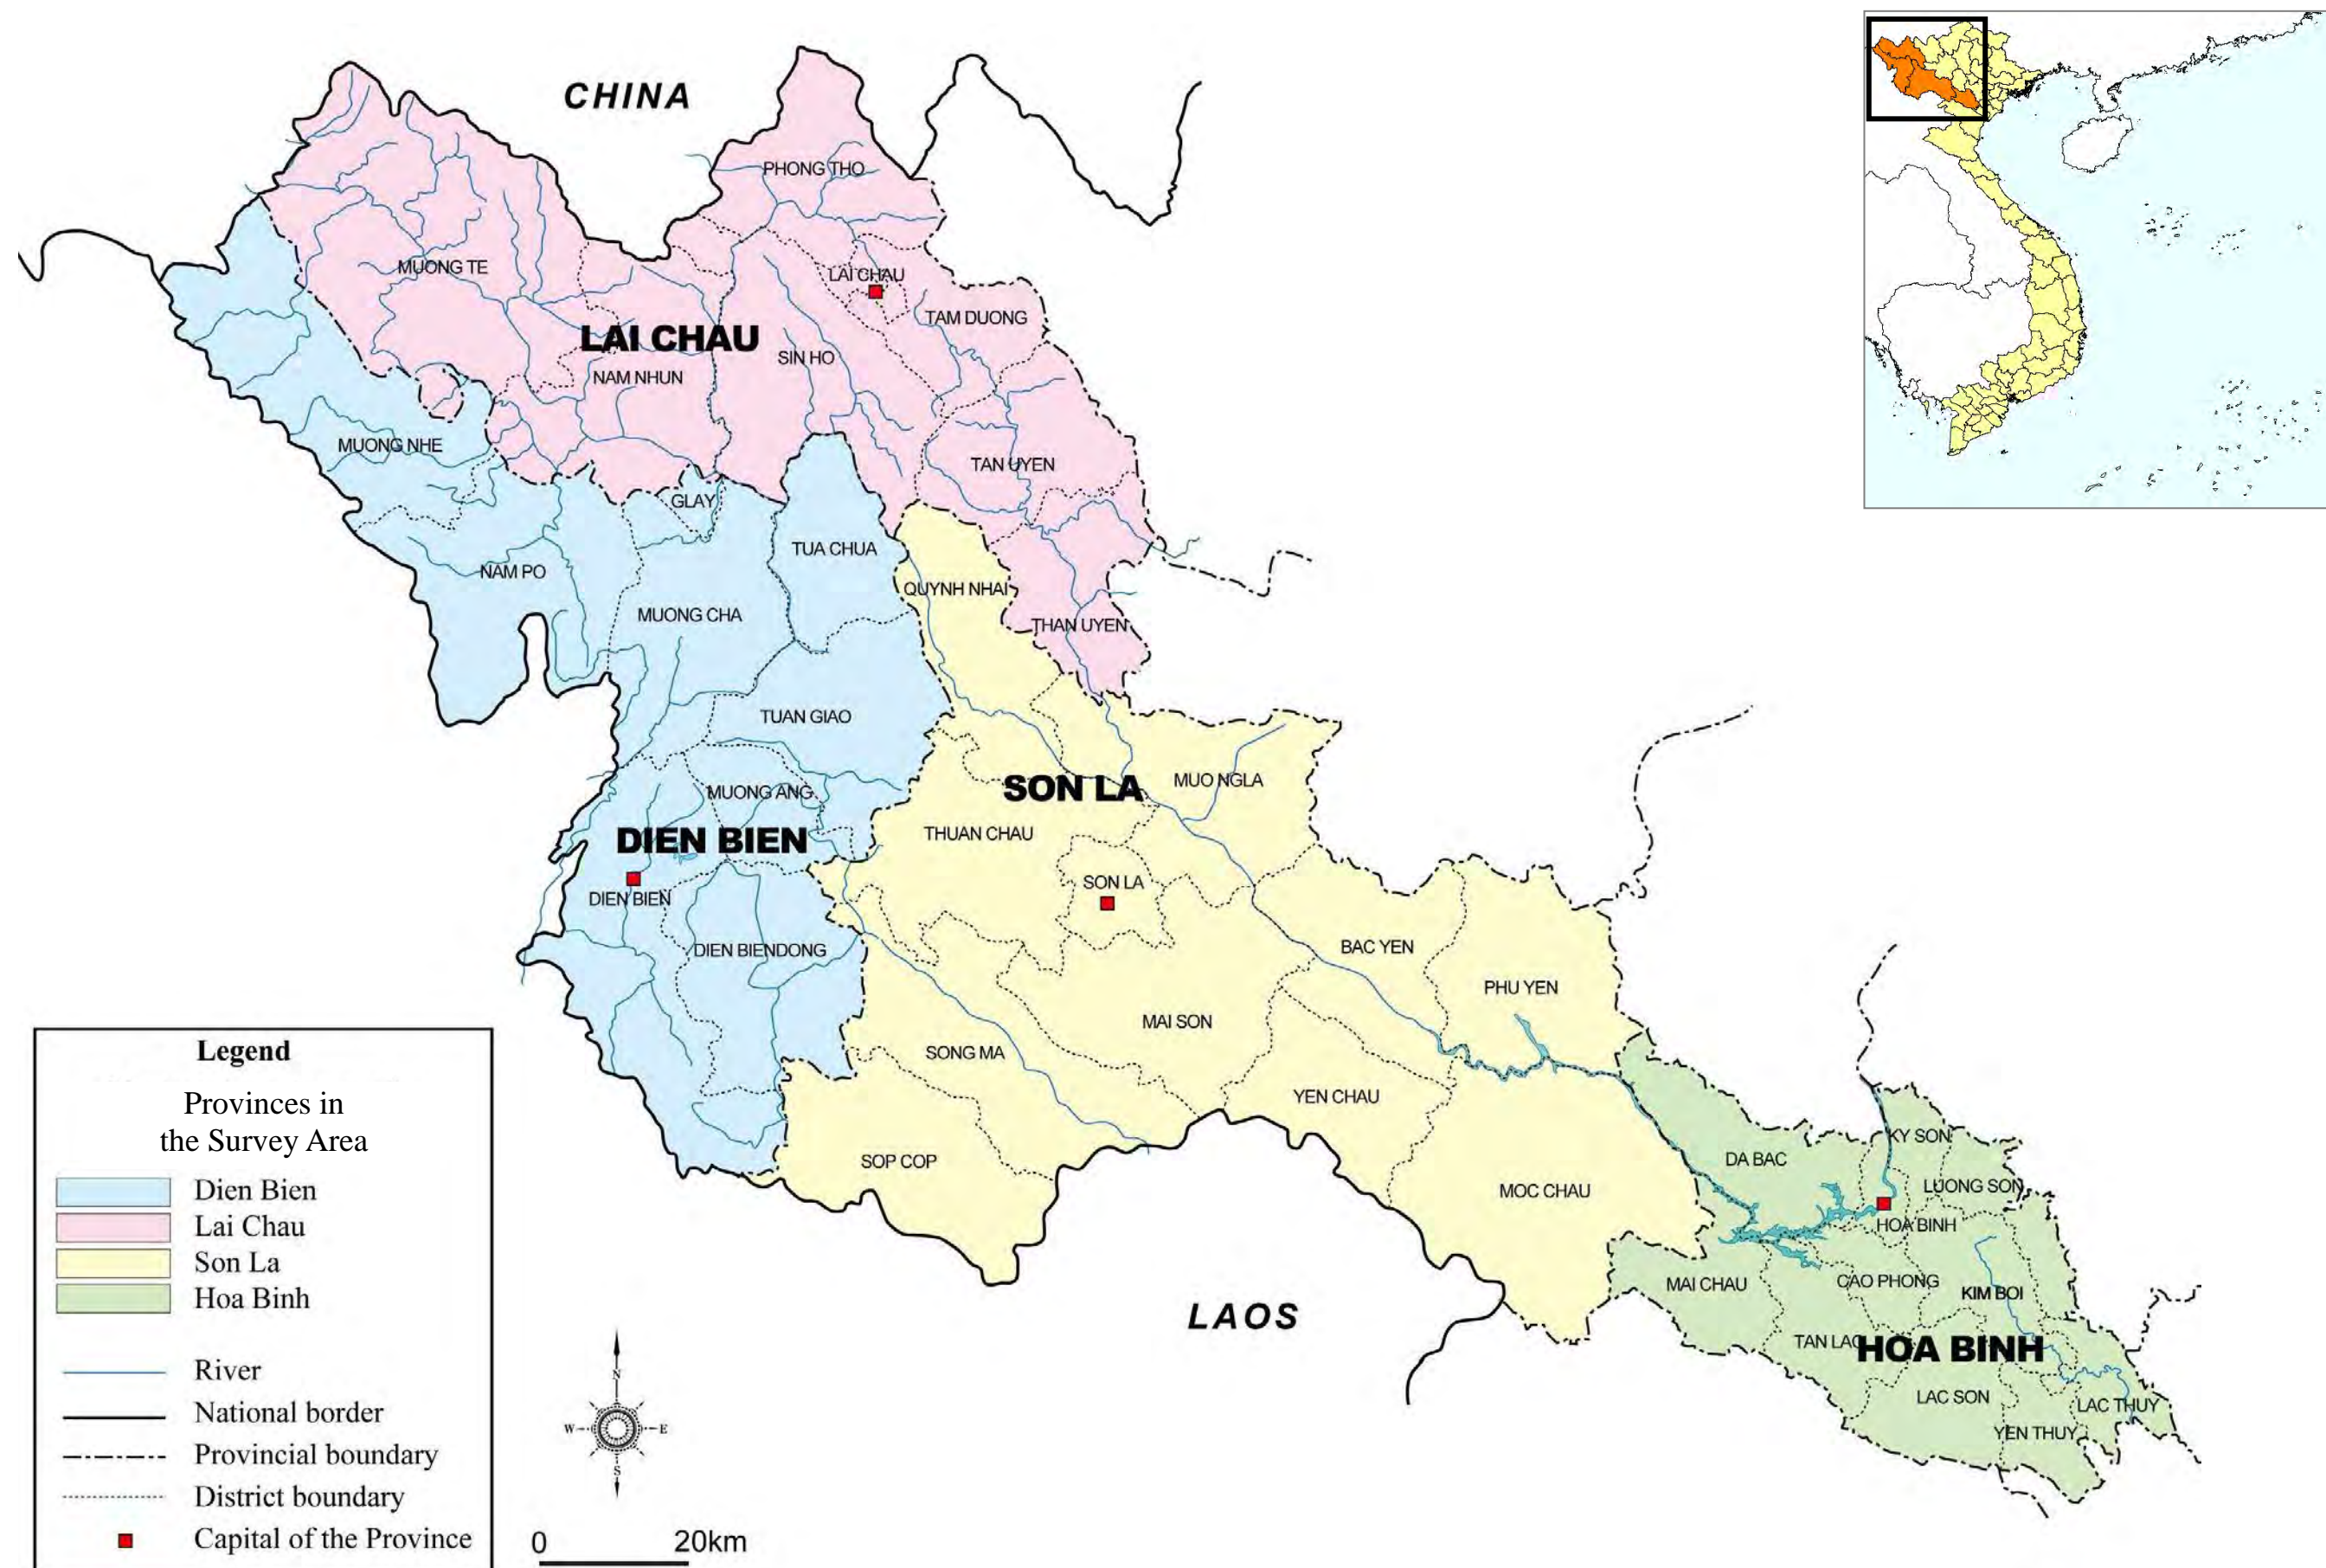 CHINA
PHONG THO
MUONG TE
LAI CHAU
TAM DUONG
LAI CHAU
SIN HO
NAM NHUN
MUONG NHE
TAN UYEN
GLAY
TUA CHUA
NAM PO
QUYNH NHAI
MUONG CHA
THAN UYEN
TUAN GIAO
MUONG ANG
SON LA
MUO NGLA
DIEN BIEN
THUAN CHAU
SON LA
DIEN BIEN
DIEN BIENDONG
BAC YEN
PHU YEN
MAI SON
SONG MA
YEN CHAU
SOP COP
MOC CHAU
DA BAC
KY SON
LUONG SON
HOA BINH
MAI CHAU
CAO PHONG
KIM BOI
LAOS
TAN LAC
HOA BINH
LAC SON
LAC THUY
YEN THUY
Legend
Provinces in
the Survey Area
Dien Bien
Lai Chau
Son La
Hoa Binh
River
National border
Provincial boundary
District boundary
Capital of the Province
N
W E
S
0 20km